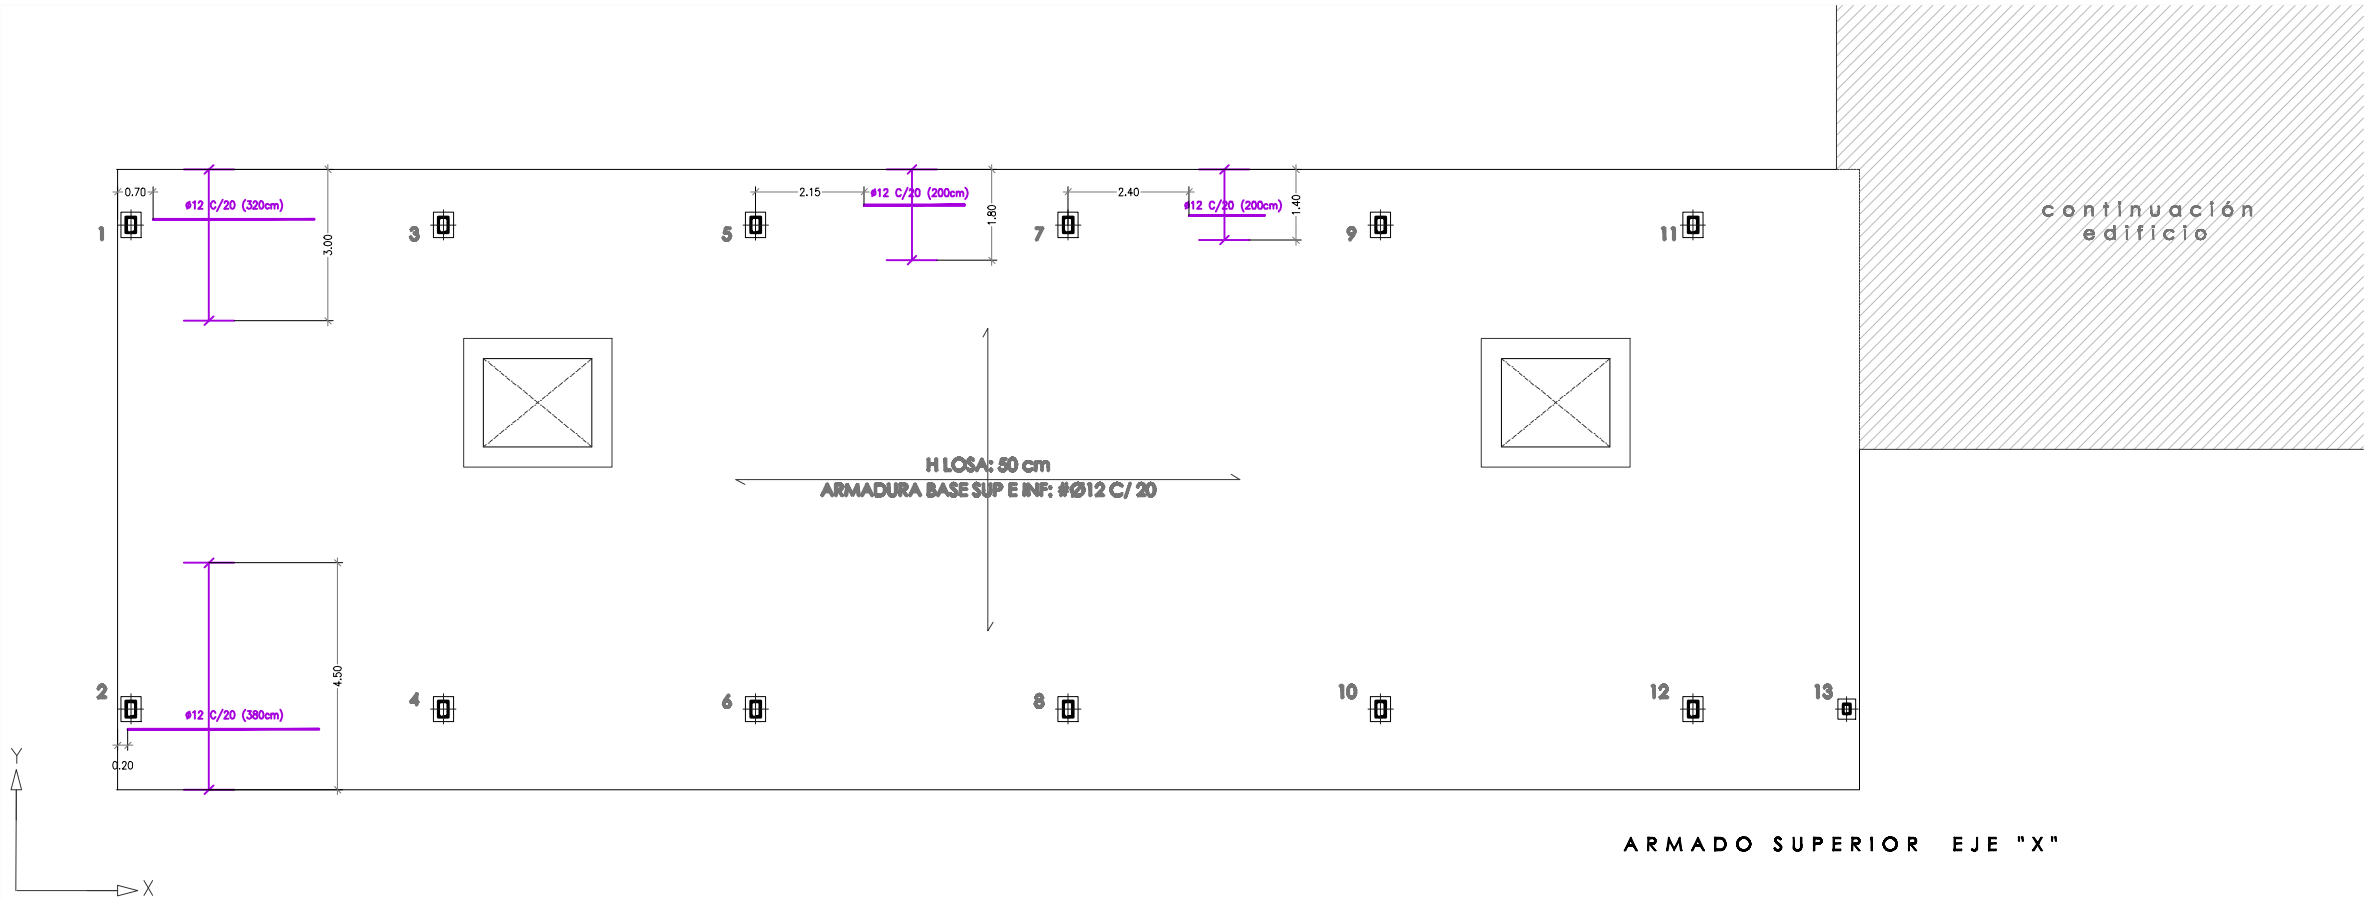 0.70
ø12 C/20 (320cm)
3.00
2.15
ø12 C/20 (200cm)
1.80
2.40
ø12 C/20 (200cm)
1.40
continuación
edificio
1
3
5
7
9
11
H LOSA: 50 cm
ARMADURA BASE SUP E INF: #Ø12 C/ 20
4.50
2
4
6
8
10
12
13
ø12 C/20 (380cm)
0.20
Y
X
ARMADO SUPERIOR EJE "X"